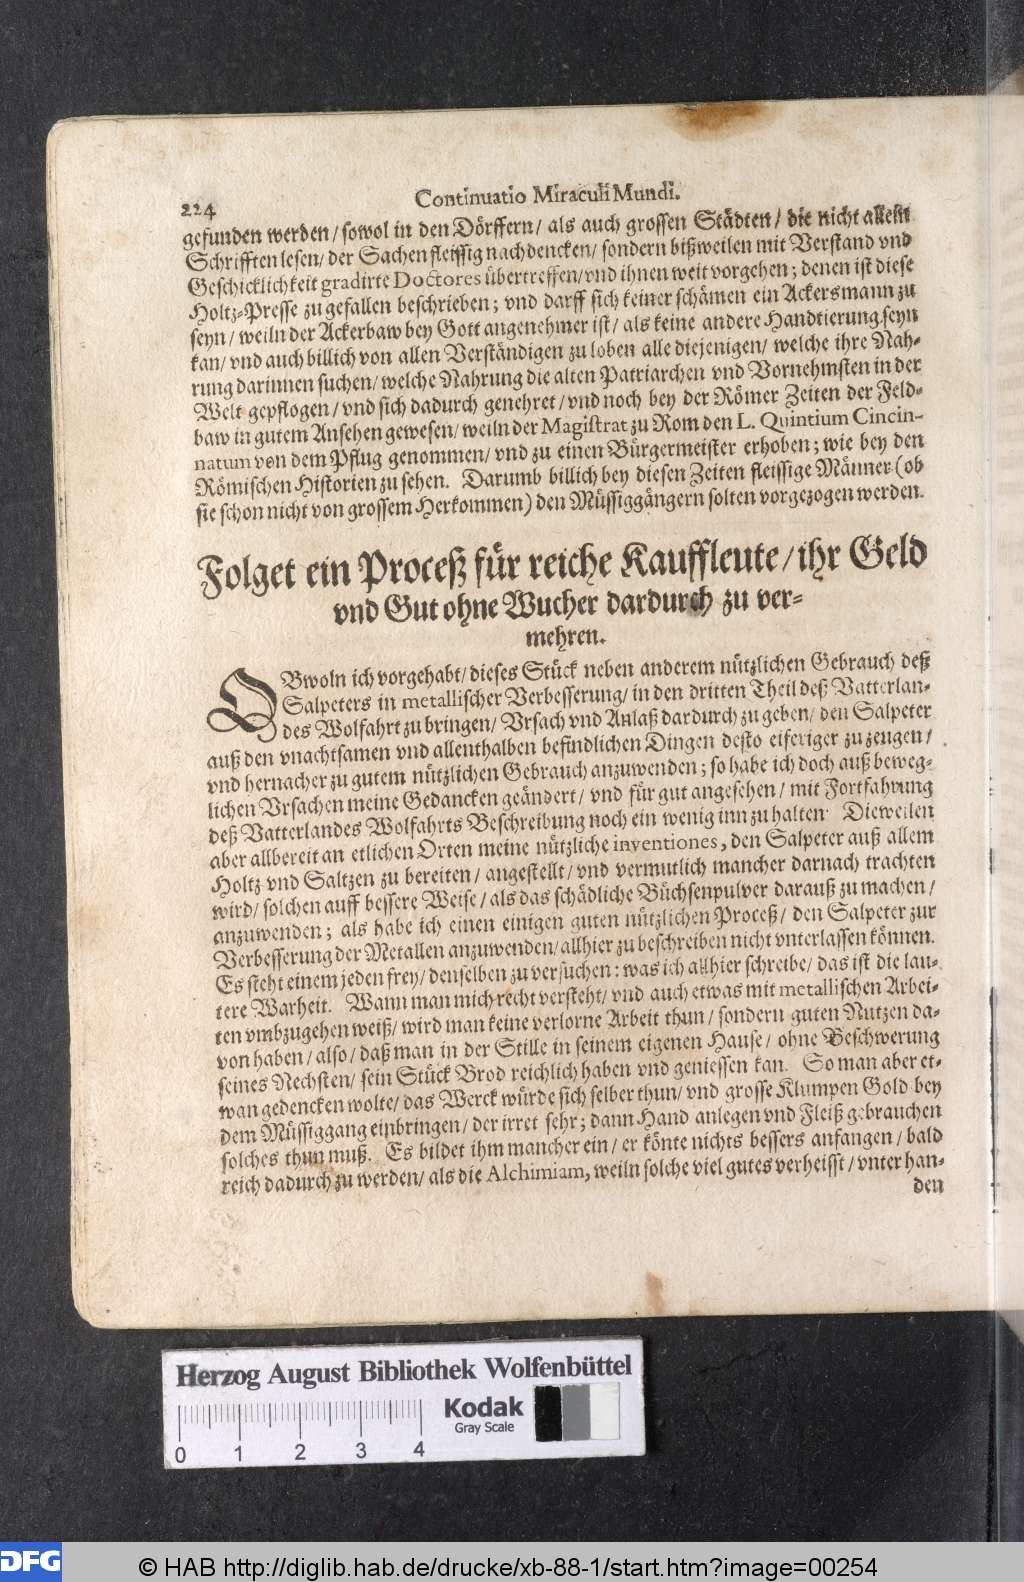 224
Continuatio Miraculi Mundi.
gefunden werden/ sowol in den Dörffern/ als auch grossen Städten/ die nicht allein
Schrifften lesen/ der Sachen fleissig nachdencken/ sondern bißweilen mit Verstand vnd
Geschicklichkeit gradirte Doctores übertreffen/ vnd ihnen weit vorgehen; denen ist diese
Holtz-Presse zu gefallen beschrieben; vnd darff sich keiner schämen ein Ackersmann zu
seyn/ weiln der Ackerbaw bey Gott angenehmer ist/ als keine andere Handtierung seyn
kan/ vnd auch billich von allen Verständigen zu loben alle diejenigen/ welche ihre Nah-
rung darinnen suchen/ welche Nahrung die alten Patriarchen vnd Vornehmsten in der
Welt gepflogen/ vnd sich dadurch genehret/ vnd noch bey der Römer Zeiten der Feld-
baw in gutem Ansehen gewesen/ weiln der Magistrat zu Rom den L. Quintium Cincin-
natum von dem Pflug genommen/ vnd zu einen Bürgermeister erhoben; wie bey den
Römischen Historien zu sehen. Darumb billich bey diesen Zeiten fleissige Männer (ob
sie schon nicht von grossem Herkommen) den Müssiggängern solten vorgezogen werden.
Folget ein Proceß für reiche Kauffleute/ ihr Geld
vnd Gut ohne Wucher dardurch zu ver-
mehren.
OBwoln ich vorgehabt/ dieses Stück neben anderem nützlichen Gebrauch deß
Salpeters in metallischer Verbesserung/ in den dritten Theil deß Vatterlan-
des Wolfahrt zu bringen/ Vrsach vnd Anlaß dardurch zu geben/ den Salpeter
auß den vnachtsamen vnd allenthalben befindlichen Dingen desto eiferiger zu zeugen/
vnd hernacher zu gutem nützlichen Gebrauch anzuwenden; so habe ich doch auß beweg-
lichen Vrsachen meine Gedancken geändert/ vnd für gut angesehen/ mit Fortfahrung
deß Vatterlandes Wolfahrts Beschreibung noch ein wenig inn zu halten. Dieweilen
aber allbereit an etlichen Orten meine nützliche inventiones, den Salpeter auß allem
Holtz vnd Saltzen zu bereiten/ angestellt/ vnd vermutlich mancher darnach trachten
wird/ solchen auff bessere Weise/ als das schädliche Büchsenpulver darauß zu machen/
anzuwenden; als habe ich einen einigen guten nützlichen Proceß/ den Salpeter zur
Verbesserung der Metallen anzuwenden/ allhier zu beschreiben nicht vnterlassen können.
Es steht einem jeden frey/ denselben zu versuchen: was ich allhier schreibe/ das ist die lau-
tere Warheit. Wann man mich recht versteht/ vnd auch etwas mit metallischen Arbei-
ten vmbzugehen weiß/ wird man keine verlorne Arbeit thun/ sondern guten Nutzen da-
von haben/ also/ daß man in der Stille in seinem eigenen Hause/ ohne Beschwerung
seines Nechsten/ sein Stück Brod reichlich haben vnd geniessen kan. So man aber et-
wan gedencken wolte/ das Werck würde sich selber thun/ vnd grosse Klumpen Gold bey
dem Müssiggang einbringen/ der irret sehr; dann Hand anlegen vnd Fleiß gebrauchen
solches thun muß. Es bildet ihm mancher ein/ er könte nichts bessers anfangen/ bald
reich dadurch zu werden/ als die Alchimiam, weiln solche viel gutes verheisst/ vnter han-
den
Herzog August Bibliothek Wolfenbüttel
Kodak
Gray Scale
0 1 2 3 4
DFG
© HAB http://diglib.hab.de/drucke/xb-88-1/start.htm?image=00254